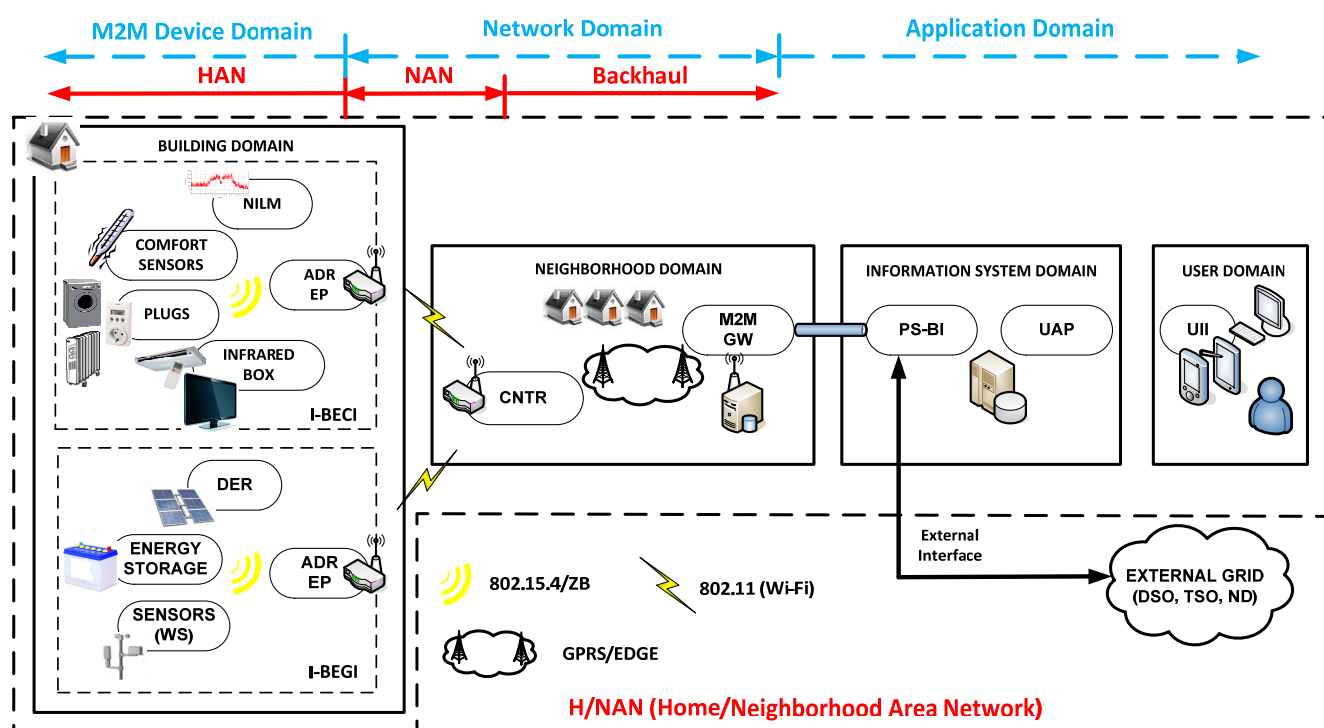 M2M Device Domain
Network Domain
Application Domain
HAN
NAN
Backhaul
BUILDING DOMAIN
NILM
COMFORT
SENSORS
ADR
EP
PLUGS
INFRARED
BOX
I-BECI
DER
ENERGY
STORAGE
ADR
EP
SENSORS
(WS)
I-BEGI
NEIGHBORHOOD DOMAIN
M2M
GW
CNTR
INFORMATION SYSTEM DOMAIN
PS-BI
UAP
USER DOMAIN
UII
External
Interface
EXTERNAL GRID
(DSO, TSO, ND)
802.15.4/ZB
802.11 (Wi-Fi)
GPRS/EDGE
H/NAN (Home/Neighborhood Area Network)